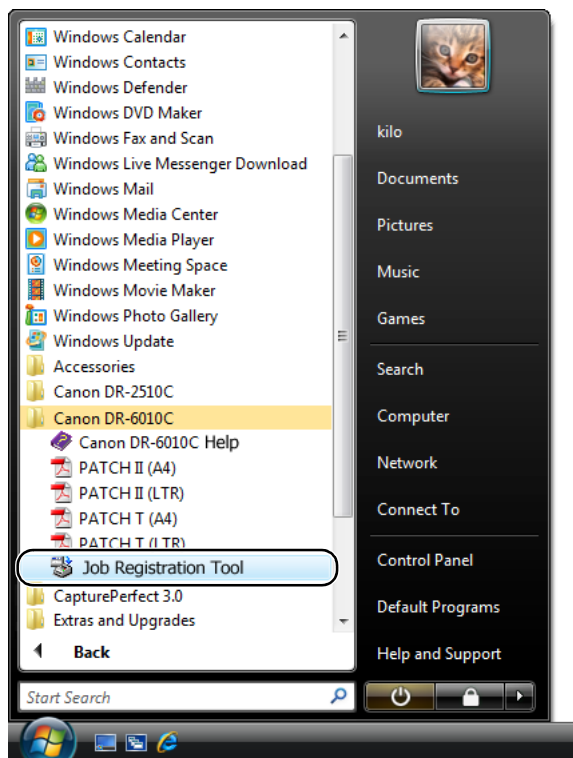 Windows Calendar
Windows Contacts
Windows Defender
Windows DVD Maker
Windows Fax and Scan
Windows Live Messenger Download
Windows Mail
Windows Media Center
Windows Media Player
Windows Meeting Space
Windows Movie Maker
Windows Photo Gallery
Windows Update
Accessories
Canon DR-2510C
Canon DR-6010C
Canon DR-6010C Help
PATCH II (A4)
PATCH II (LTR)
PATCH T (A4)
PATCH T (LTR)
Job Registration Tool
CapturePerfect 3.0
Extras and Upgrades
Back
Start Search
kilo
Documents
Pictures
Music
Games
Search
Computer
Network
Connect To
Control Panel
Default Programs
Help and Support